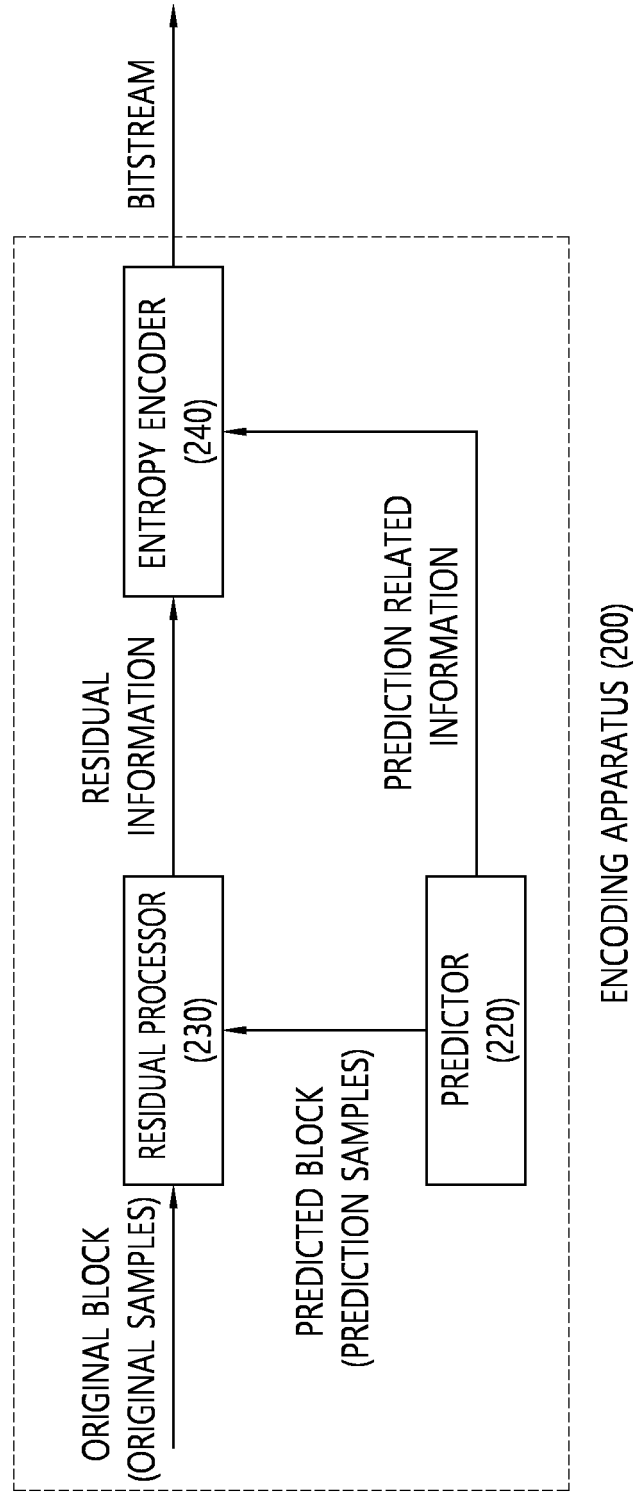 ORIGINAL BLOCK
(ORIGINAL SAMPLES)
RESIDUAL PROCESSOR
(230)
RESIDUAL
INFORMATION
ENTROPY ENCODER
(240)
BITSTREAM
PREDICTED BLOCK
(PREDICTION SAMPLES)
PREDICTOR
(220)
PREDICTION RELATED
INFORMATION
ENCODING APPARATUS (200)